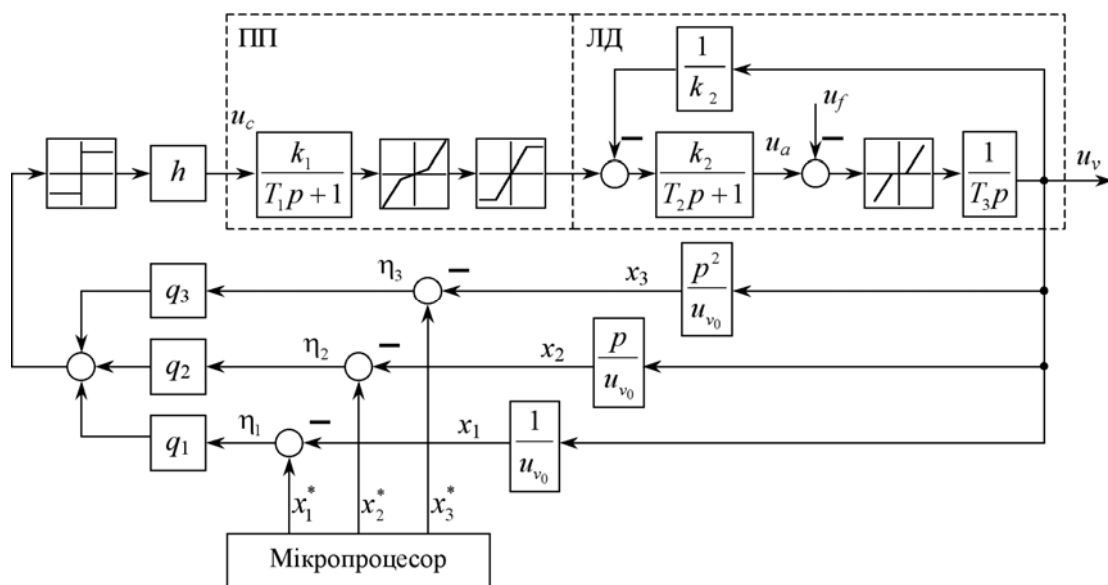 ПП
ЛД
1
k₂
u_c
u_f
h
k₁
T₁p + 1
k₂
T₂p + 1
u_a
1
T₃p
u_v
q₃
η₃
x₃
p²
u_v₀
q₂
η₂
x₂
p
u_v₀
q₁
η₁
x₁
1
u_v₀
x₁* x₂* x₃*
Мікропроцесор